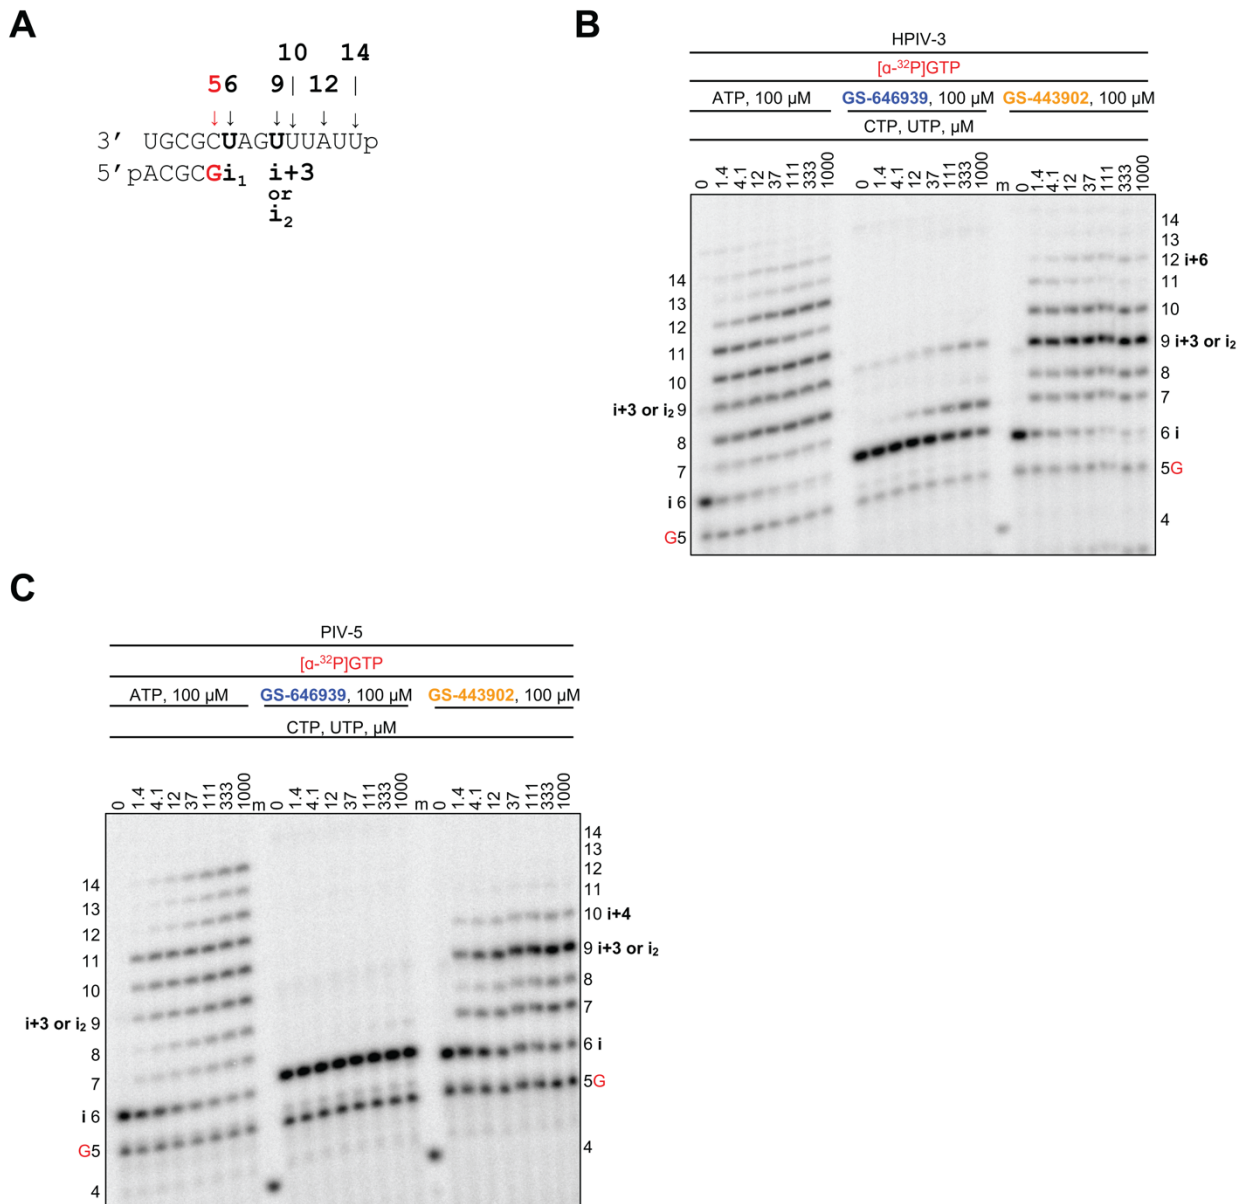 A
10 14
5 6 9 | 12 |
↓ ↓ ↓ ↓ ↓ ↓
3′ UGCGCUAGUUUAUUp
5′pACGCGi₁ i+3
or
i₂
B
HPIV-3
[α-³²P]GTP
ATP, 100 µM GS-646939, 100 µM GS-443902, 100 µM
CTP, UTP, µM
0 1.4 4.1 12 37 111 333 1000 0 1.4 4.1 12 37 111 333 1000 m 0 1.4 4.1 12 37 111 333 1000
14
13
12
11
10
i+3 or i₂ 9
8
7
i 6
G5
14
13
12 i+6
11
10
9 i+3 or i₂
8
7
6 i
5G
4
C
PIV-5
[α-³²P]GTP
ATP, 100 µM GS-646939, 100 µM GS-443902, 100 µM
CTP, UTP, µM
0 1.4 4.1 12 37 111 333 1000 m 0 1.4 4.1 12 37 111 333 1000 m 0 1.4 4.1 12 37 111 333 1000
14
13
12
11
10
i+3 or i₂ 9
8
7
i 6
G5
4
14
13
12
11
10 i+4
9 i+3 or i₂
8
7
6 i
5G
4